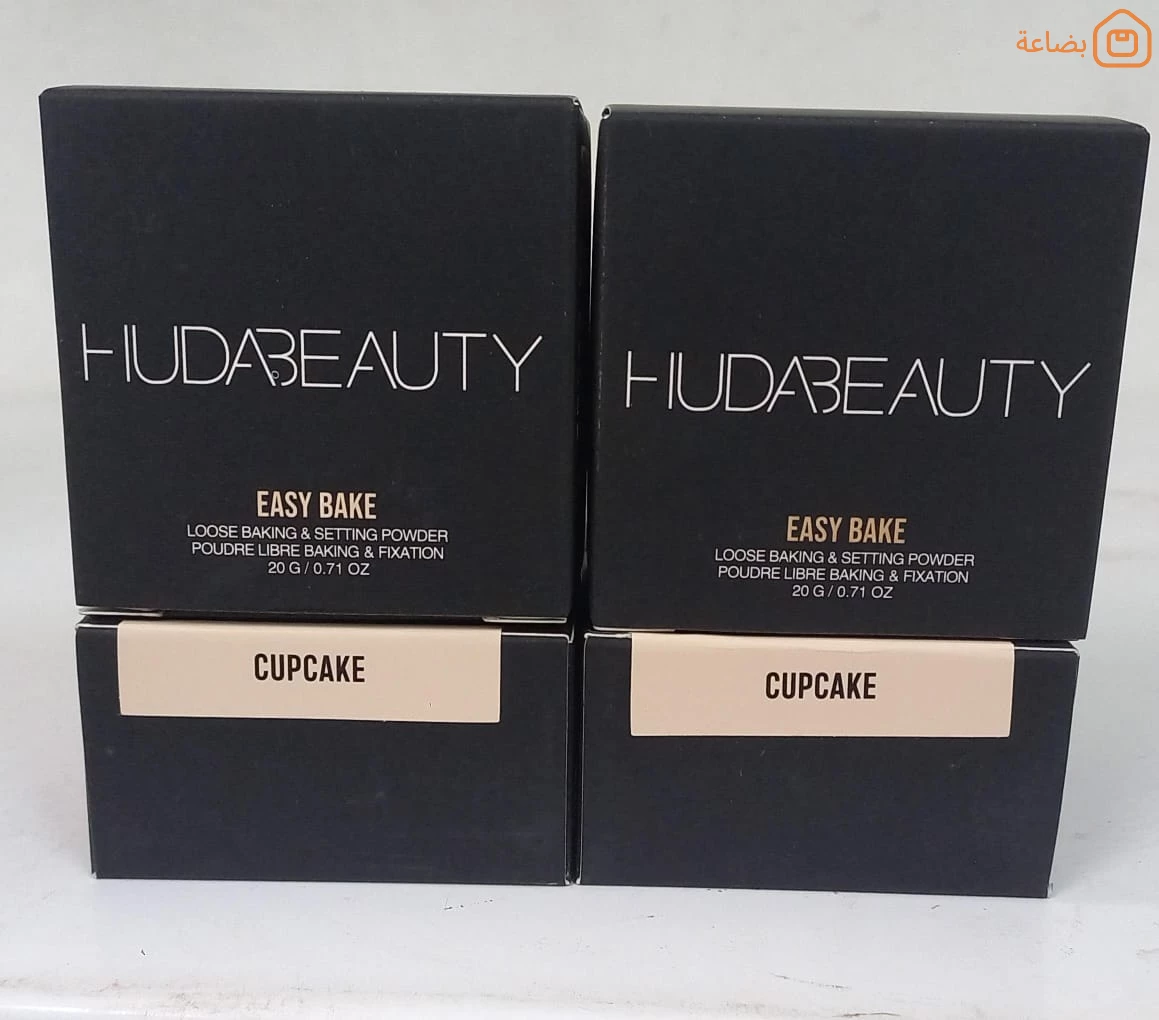 بضاعة
HUDABEAUTY
EASY BAKE
LOOSE BAKING & SETTING POWDER
POUDRE LIBRE BAKING & FIXATION
20 G / 0.71 OZ
HUDABEAUTY
EASY BAKE
LOOSE BAKING & SETTING POWDER
POUDRE LIBRE BAKING & FIXATION
20 G / 0.71 OZ
CUPCAKE
CUPCAKE